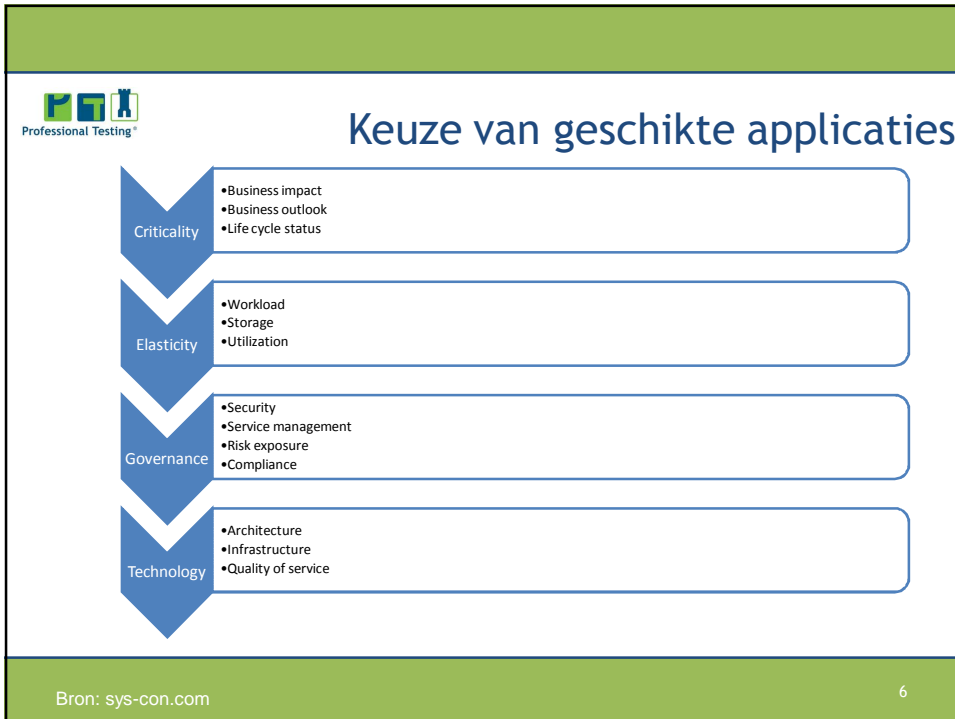 PTI
Professional Testing®
Keuze van geschikte applicaties
Criticality
•Business impact
•Business outlook
•Life cycle status
Elasticity
•Workload
•Storage
•Utilization
Governance
•Security
•Service management
•Risk exposure
•Compliance
Technology
•Architecture
•Infrastructure
•Quality of service
Bron: sys-con.com
6